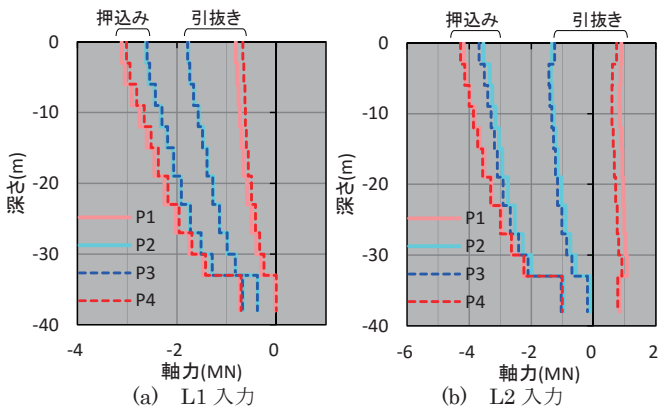 押込み 引抜き
0
-10
-20
-30
-40
深さ(m)
P1
P2
P3
P4
-4 -2 0
軸力(MN)
(a) L1 入力
押込み 引抜き
0
-10
-20
-30
-40
深さ(m)
P1
P2
P3
P4
-6 -4 -2 0 2
軸力(MN)
(b) L2 入力